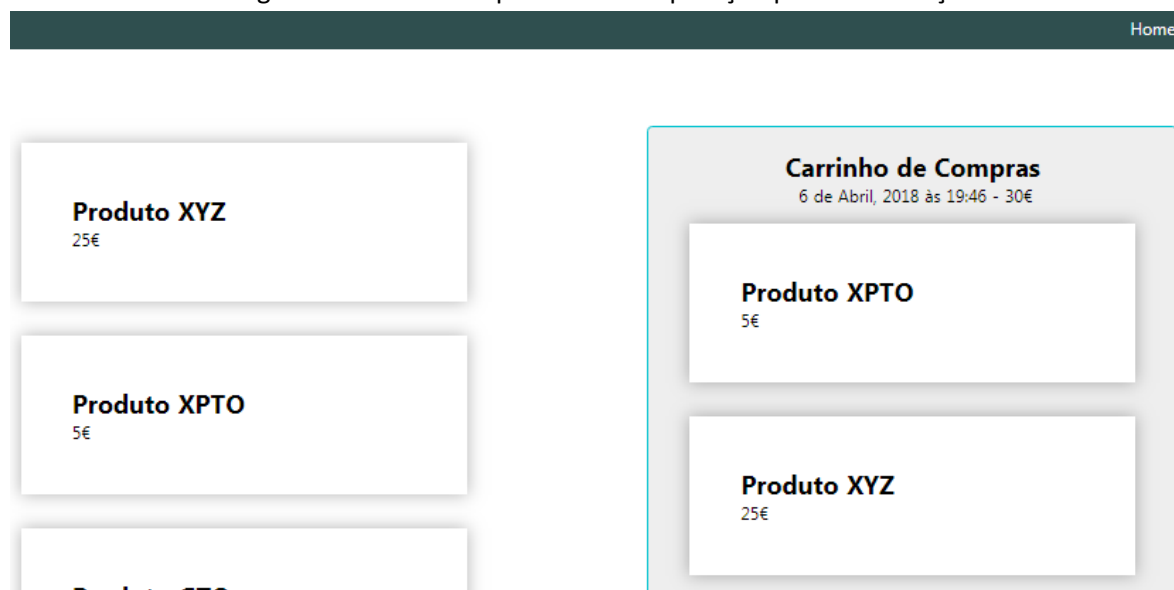 Home
Produto XYZ
25€
Produto XPTO
5€
Carrinho de Compras
6 de Abril, 2018 às 19:46 - 30€
Produto XPTO
5€
Produto XYZ
25€